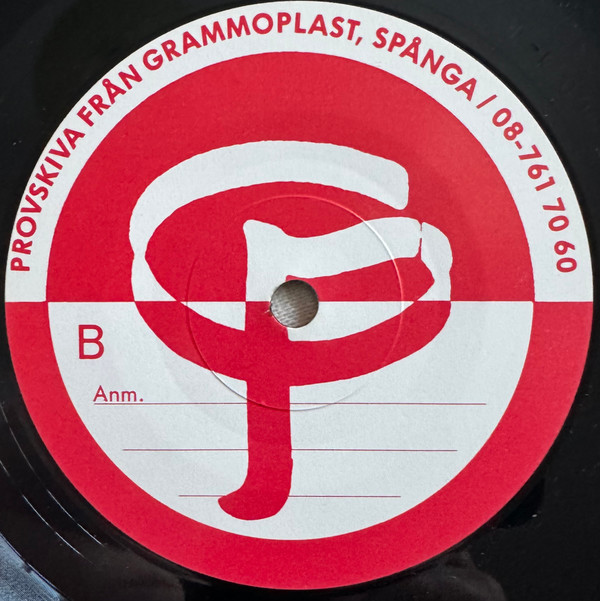 PROVSKIVA FRÅN GRAMMOPLAST, SPÅNGA / 08-761 70 60
B
Anm.